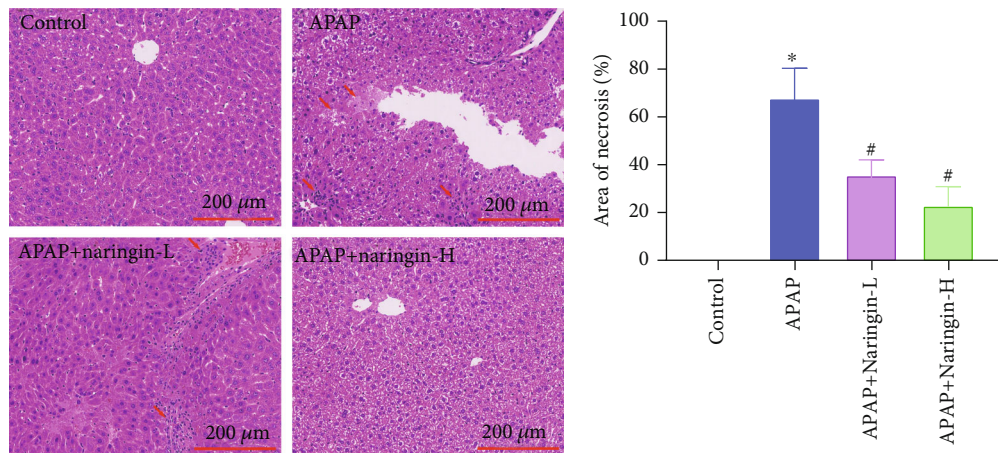 Control
200 μm
APAP
200 μm
APAP+naringin-L
200 μm
APAP+naringin-H
200 μm
Area of necrosis (%)
100
80
60
40
20
0
*
#
#
Control
APAP
APAP+Naringin-L
APAP+Naringin-H